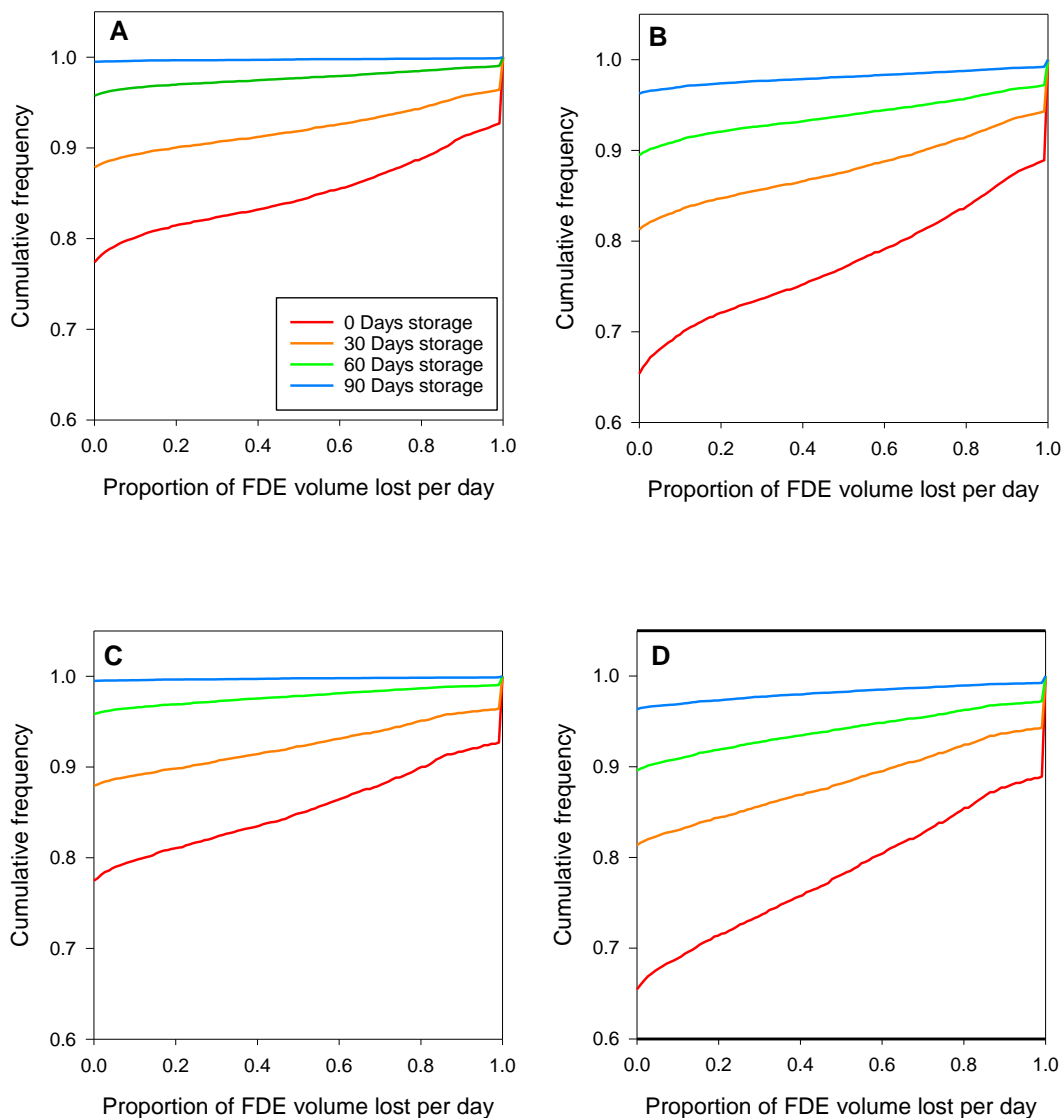 A
1.0
0.9
0.8
0.7
0.6
Cumulative frequency
0 Days storage
30 Days storage
60 Days storage
90 Days storage
0.0 0.2 0.4 0.6 0.8 1.0
Proportion of FDE volume lost per day
B
1.0
0.9
0.8
0.7
0.6
Cumulative frequency
0.0 0.2 0.4 0.6 0.8 1.0
Proportion of FDE volume lost per day
C
1.0
0.9
0.8
0.7
0.6
Cumulative frequency
0.0 0.2 0.4 0.6 0.8 1.0
Proportion of FDE volume lost per day
D
1.0
0.9
0.8
0.7
0.6
Cumulative frequency
0.0 0.2 0.4 0.6 0.8 1.0
Proportion of FDE volume lost per day